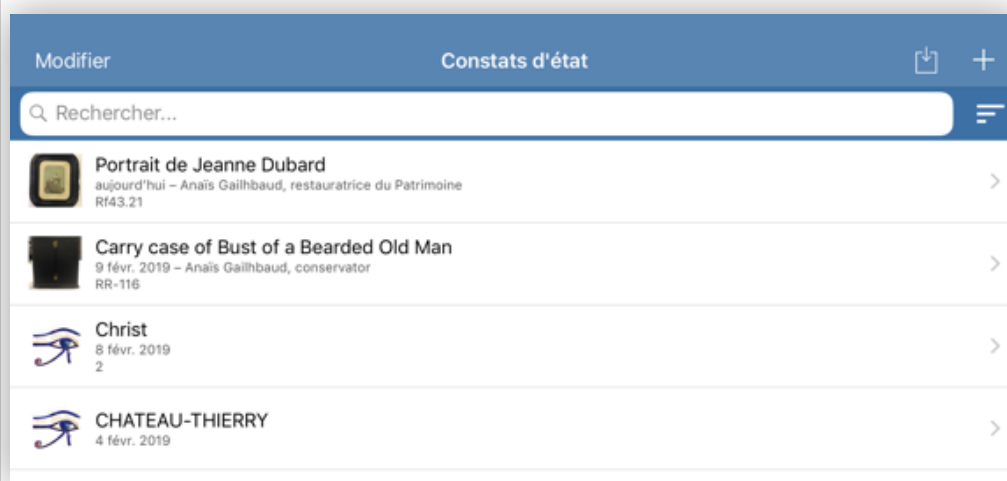 Modifier
Constats d'état
Rechercher...
Portrait de Jeanne Dubard
aujourd'hui – Anaïs Gailhbaud, restauratrice du Patrimoine
Rf43.21
Carry case of Bust of a Bearded Old Man
9 févr. 2019 – Anaïs Gailhbaud, conservator
RR-116
Christ
8 févr. 2019
2
CHATEAU-THIERRY
4 févr. 2019